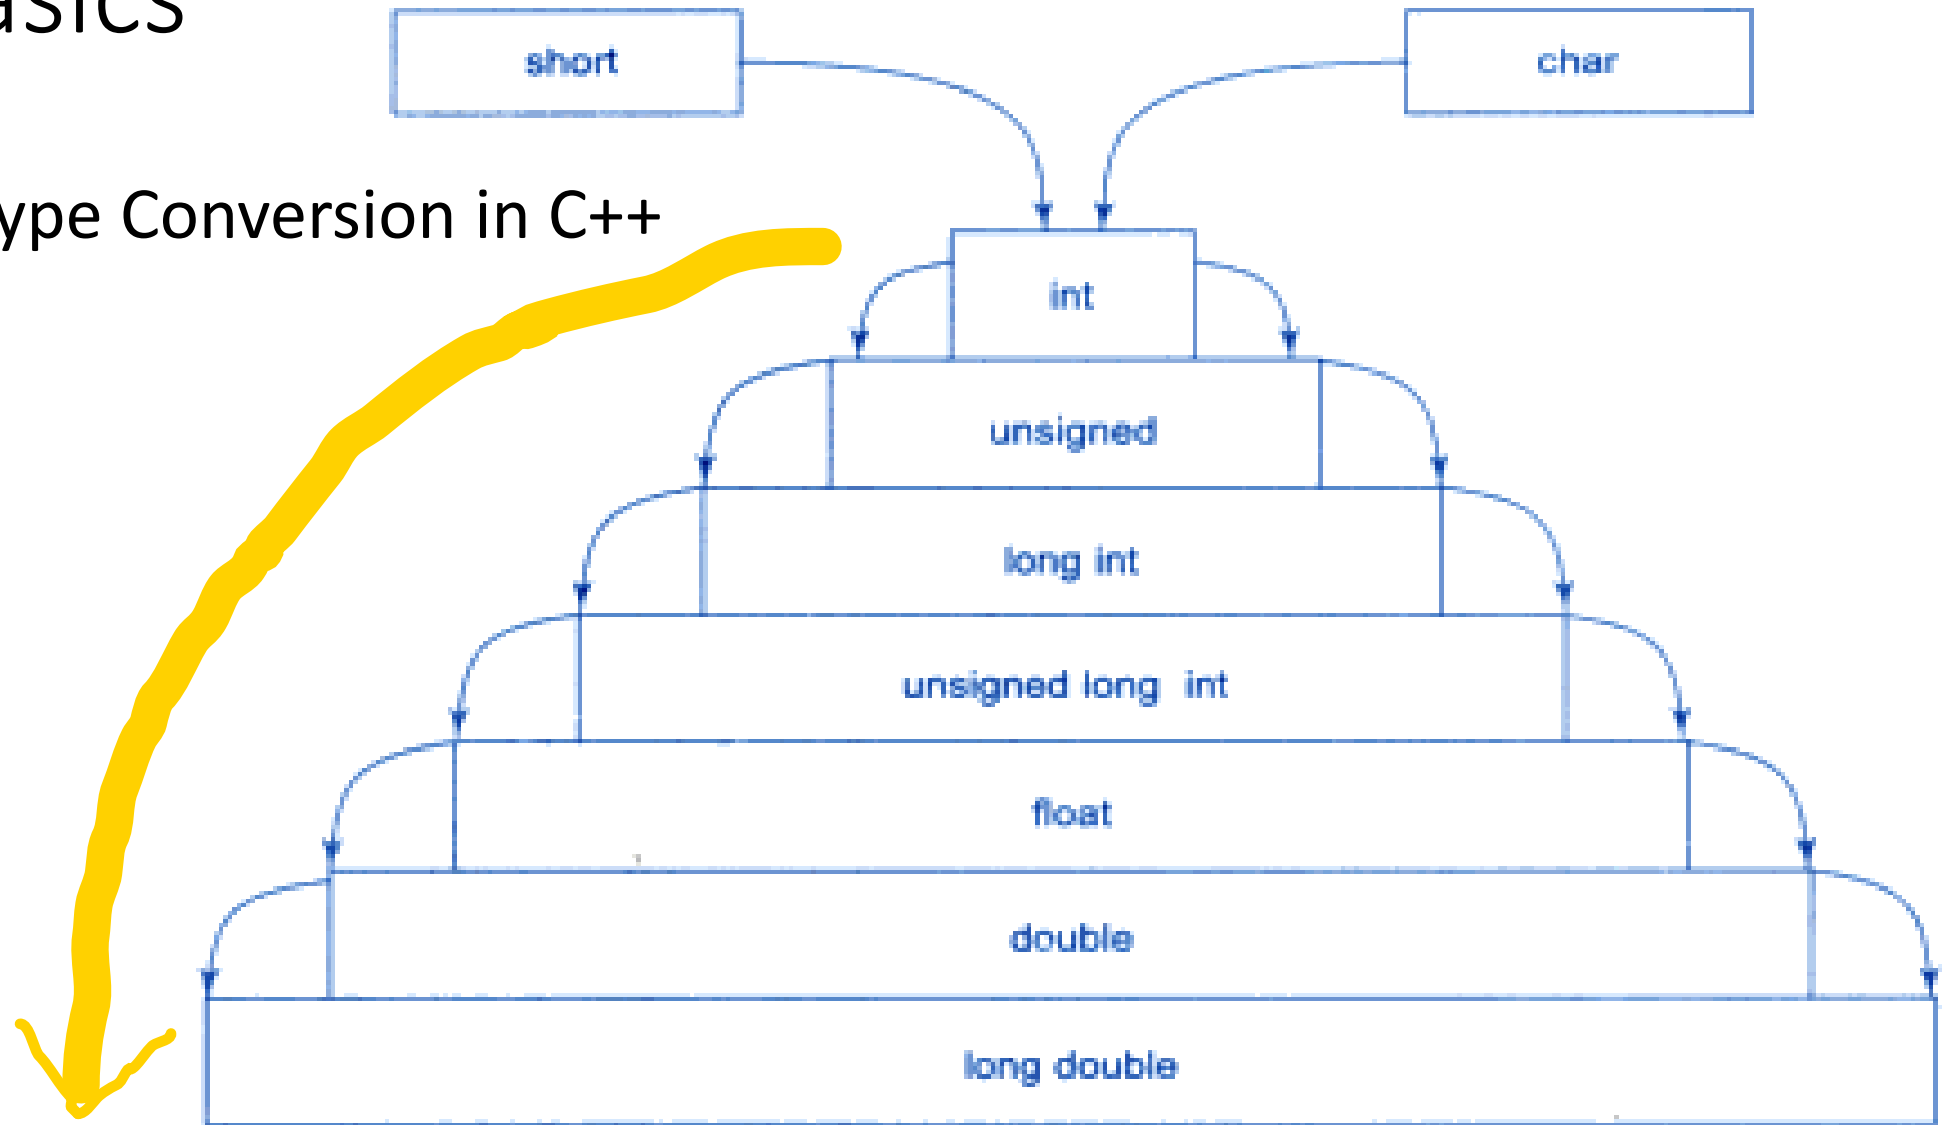 asics
short
char
ype Conversion in C++
int
unsigned
long int
unsigned long int
float
double
long double